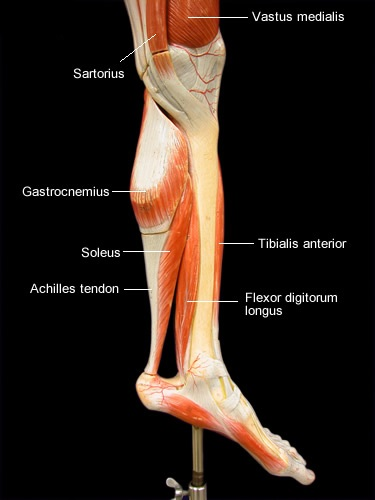 Vastus medialis
Sartorius
Gastrocnemius
Soleus
Tibialis anterior
Achilles tendon
Flexor digitorum
longus